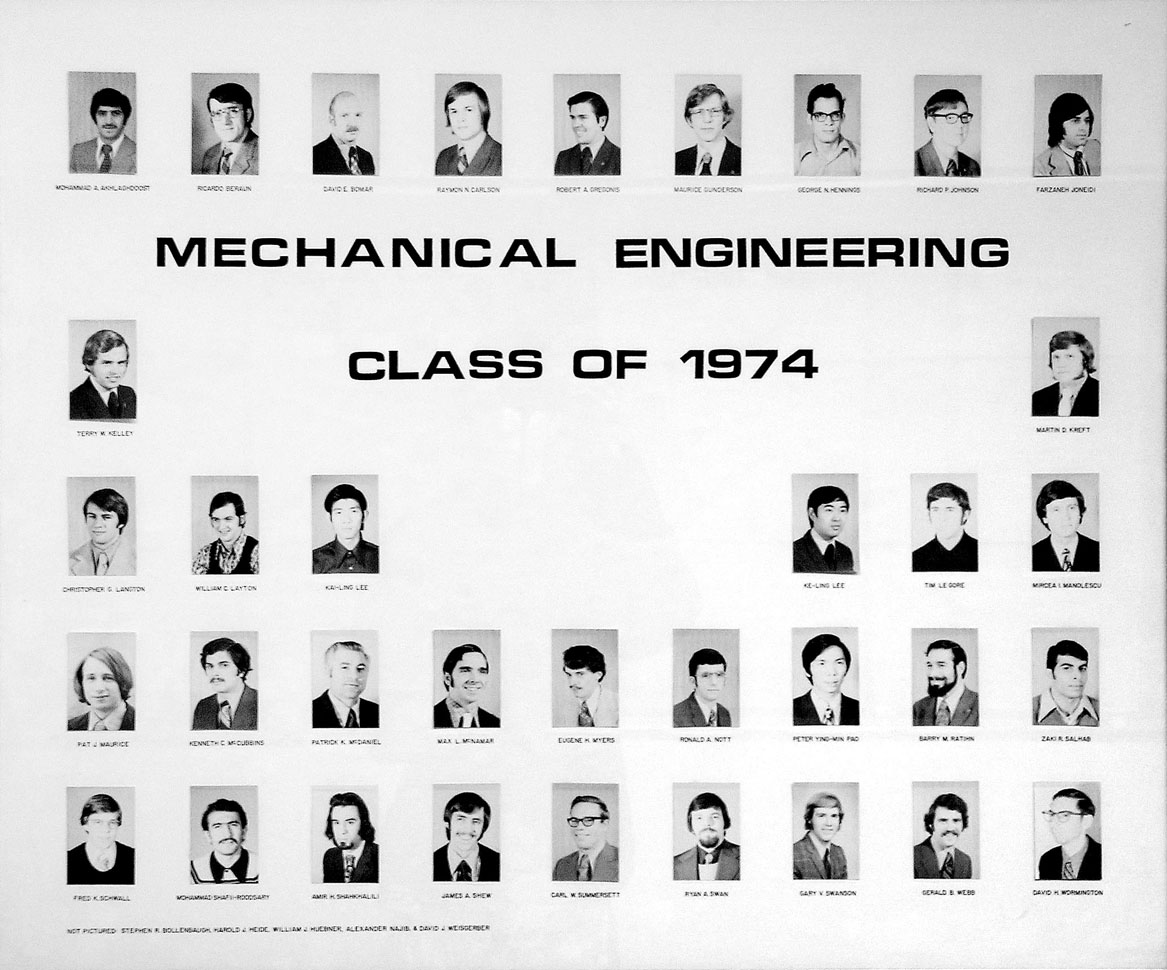 MOHAMMAD A. AKHLAGHDOOST RICARDO BERAUN DAVID E. BOMAR RAYMON N. CARLSON ROBERT A. GREGONIS MAURICE GUNDERSON GEORGE N. HENNINGS RICHARD P. JOHNSON FARZANEH JONEIDI
MECHANICAL ENGINEERING
CLASS OF 1974
TERRY W. KELLEY MARTIN D. KREFT
CHRISTOPHER G. LANGTON WILLIAM C. LAYTON KAI-LING LEE KE-LING LEE TIM LE GORE MIRCEA I. MANOLESCU
PAT J. MAURICE KENNETH C. McCUBBINS PATRICK K. McDANIEL MAX L. McNAMAR EUGENE H. MYERS RONALD A. NOTT PETER YING-MIN PAO BARRY M. RATIHN ZAKI R. SALHAB
FRED K. SCHWALL MOHAMMAD SHAFII-ROODSARY AMIR H. SHAHKHALILI JAMES A. SHEW CARL W. SUMMERSETT RYAN A. SWAN GARY V. SWANSON GERALD B. WEBB DAVID H. WORMINGTON
NOT PICTURED: STEPHEN R. BOLLENBAUGH, HAROLD J. HEIDE, WILLIAM J. HUEBNER, ALEXANDER NAJIB, & DAVID J. WEISGERBER